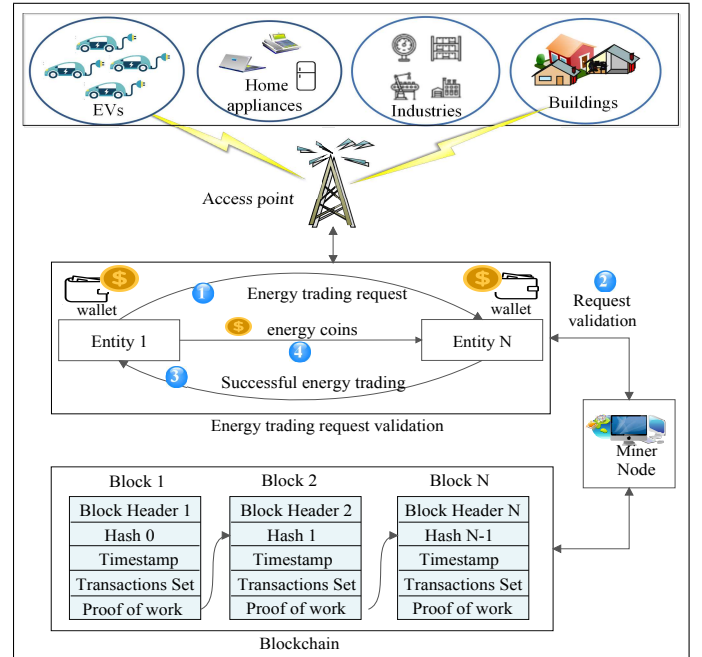 EVs
Home
appliances
Industries
Buildings
Access point
$
$
wallet
wallet
1
Energy trading request
2
Request
validation
Entity 1
$
energy coins
4
Entity N
3
Successful energy trading
Energy trading request validation
Miner
Node
Block 1
Block 2
Block N
Block Header 1
Block Header 2
Block Header N
Hash 0
Hash 1
Hash N-1
Timestamp
Timestamp
Timestamp
Transactions Set
Transactions Set
Transactions Set
Proof of work
Proof of work
Proof of work
Blockchain